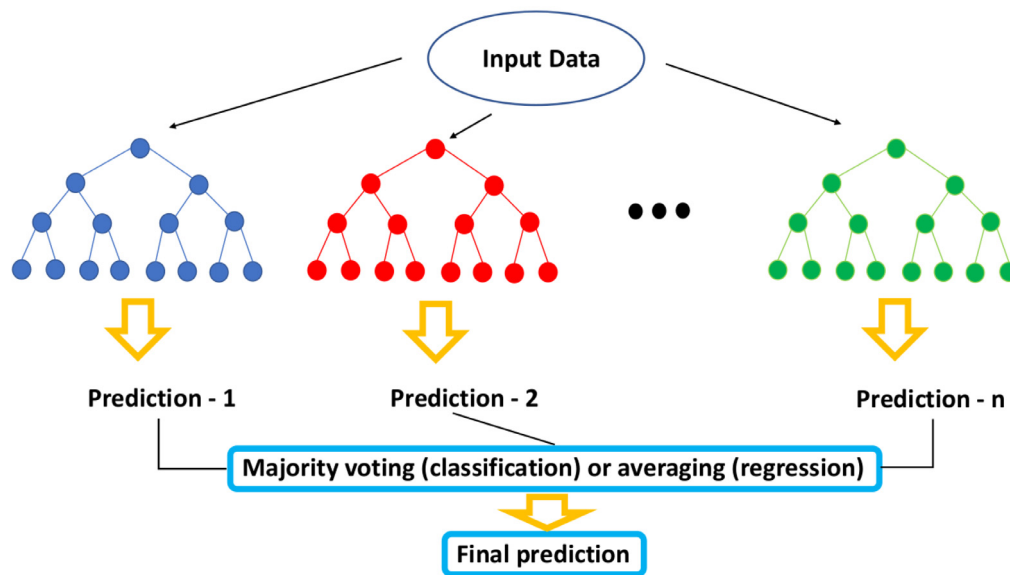 Input Data
Prediction - 1
Prediction - 2
Prediction - n
Majority voting (classification) or averaging (regression)
Final prediction